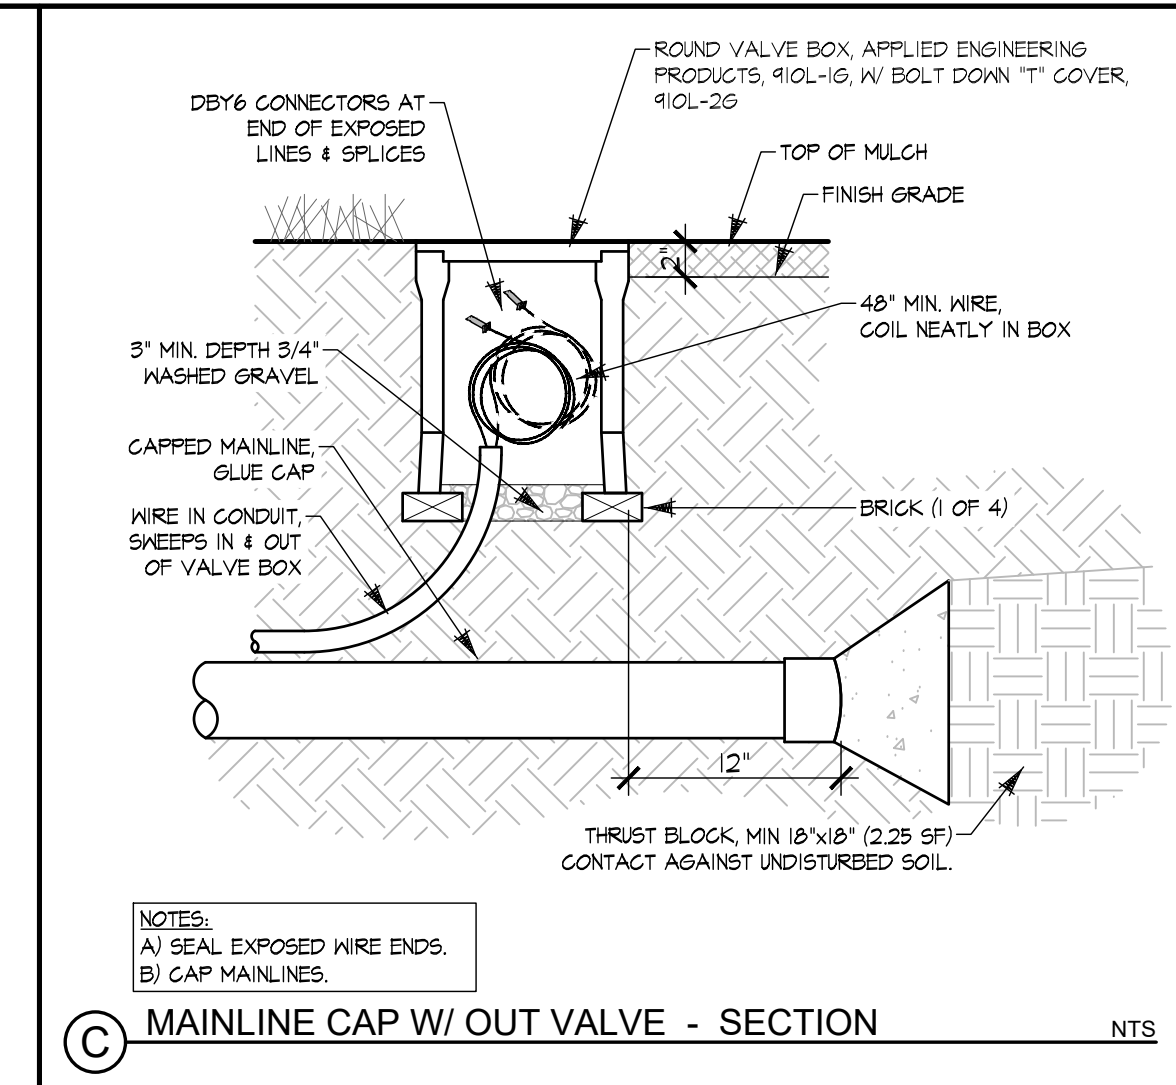 ROUND VALVE BOX, APPLIED ENGINEERING
PRODUCTS, 910L-1G, W/ BOLT DOWN "T" COVER,
910L-2G
DBY6 CONNECTORS AT
END OF EXPOSED
LINES & SPLICES
TOP OF MULCH
FINISH GRADE
2"
48" MIN. WIRE,
COIL NEATLY IN BOX
3" MIN. DEPTH 3/4"
WASHED GRAVEL
CAPPED MAINLINE,
GLUE CAP
WIRE IN CONDUIT,
SWEEPS IN & OUT
OF VALVE BOX
BRICK (1 OF 4)
12"
THRUST BLOCK, MIN 18"x18" (2.25 SF)
CONTACT AGAINST UNDISTURBED SOIL.
NOTES:
A) SEAL EXPOSED WIRE ENDS.
B) CAP MAINLINES.
C MAINLINE CAP W/ OUT VALVE - SECTION NTS